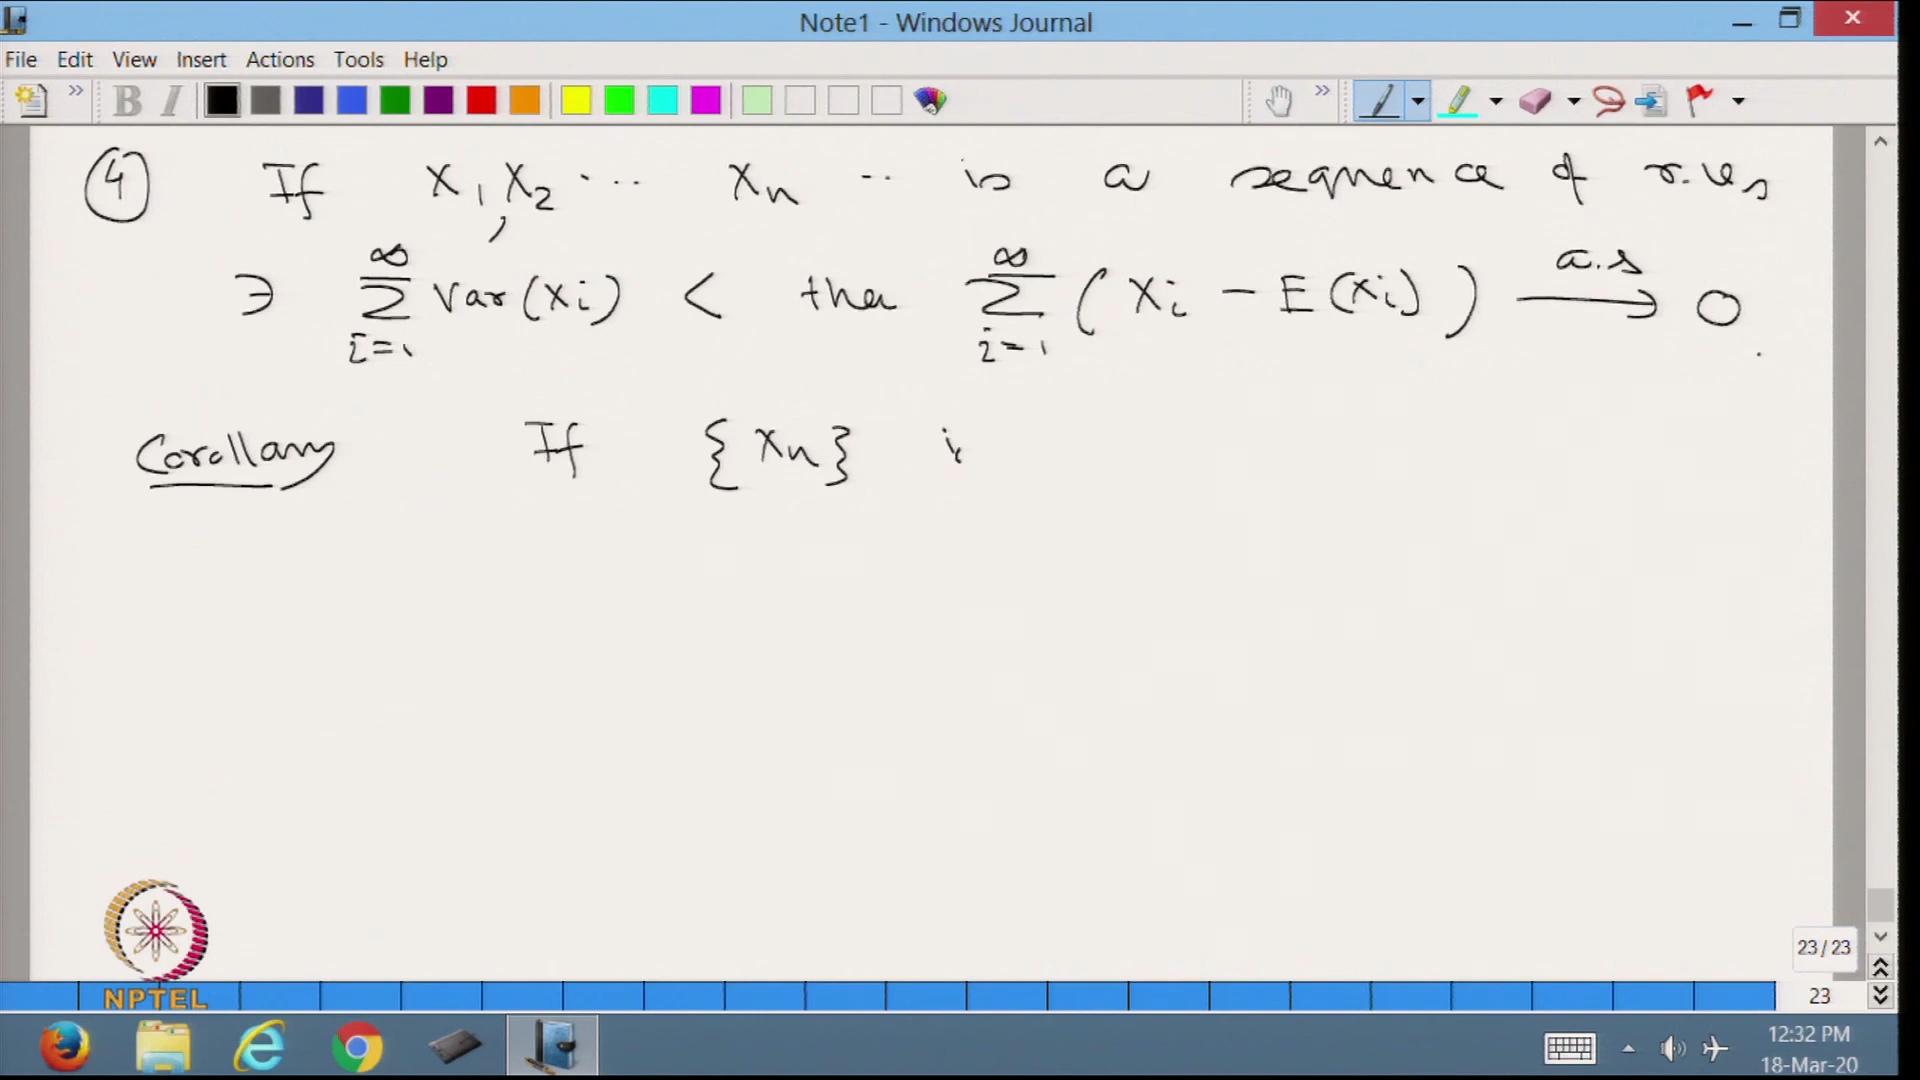 Note1 - Windows Journal
File Edit View Insert Actions Tools Help
④ If X₁, X₂ ... Xₙ .. is a sequence of r.vs
∋ ∑_{i=1}^{∞} Var(Xi) < then ∑_{i=1}^{∞} (Xi - E(Xi)) →^{a.s} 0.
Corollary If {Xn} i
23 / 23
NPTEL
23
12:32 PM
18-Mar-20